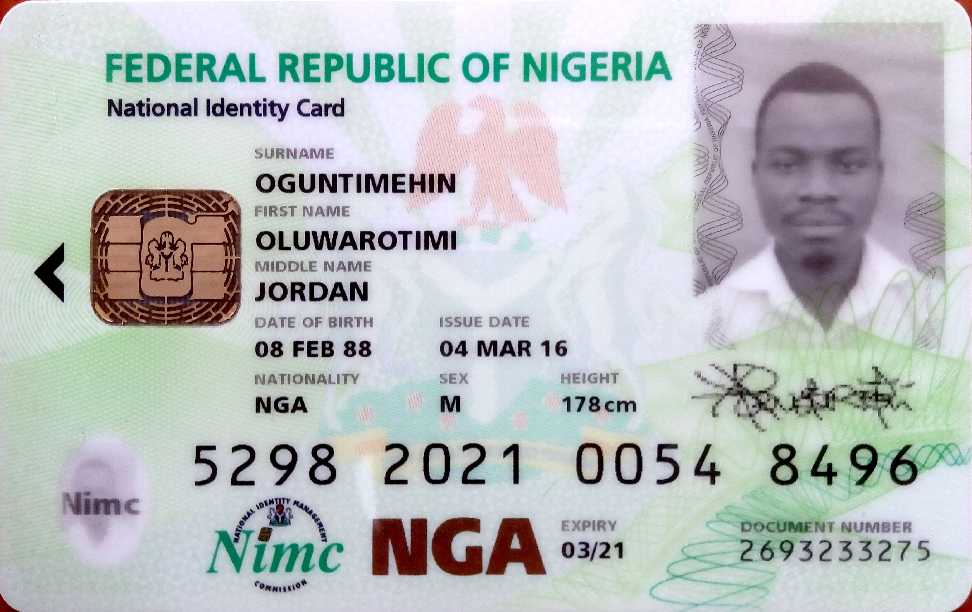 FEDERAL REPUBLIC OF NIGERIA
National Identity Card
SURNAME
OGUNTIMEHIN
FIRST NAME
OLUWAROTIMI
MIDDLE NAME
JORDAN
DATE OF BIRTH ISSUE DATE
08 FEB 88 04 MAR 16
NATIONALITY SEX HEIGHT
NGA M 178cm
5298 2021 0054 8496
Nimc
NATIONAL IDENTITY MANAGEMENT
Nimc
COMMISSION
NGA
EXPIRY
03/21
DOCUMENT NUMBER
2693233275